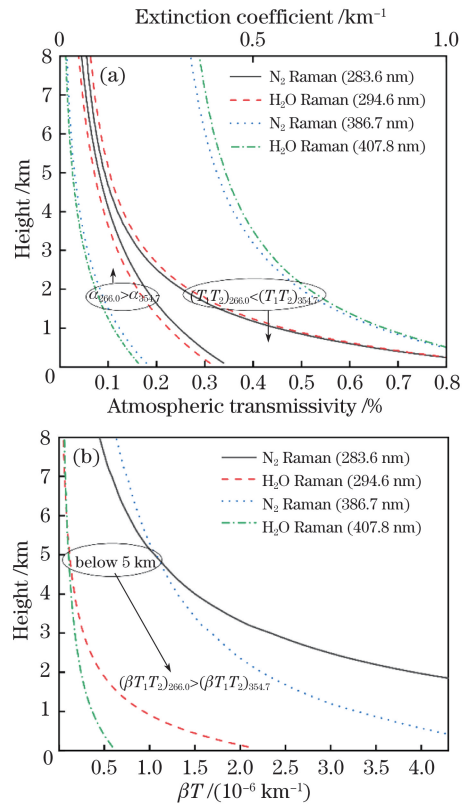 Extinction coefficient /km⁻¹
0 0.5 1.0
(a)
N₂ Raman (283.6 nm)
H₂O Raman (294.6 nm)
N₂ Raman (386.7 nm)
H₂O Raman (407.8 nm)
8
7
6
5
4
3
2
1
0
Height /km
α₂₆₆.₀>α₃₅₄.₇
(T₁T₂)₂₆₆.₀<(T₁T₂)₃₅₄.₇
0.1 0.2 0.3 0.4 0.5 0.6 0.7 0.8
Atmospheric transmissivity /%
(b)
N₂ Raman (283.6 nm)
H₂O Raman (294.6 nm)
N₂ Raman (386.7 nm)
H₂O Raman (407.8 nm)
8
7
6
5
4
3
2
1
0
Height /km
below 5 km
(βT₁T₂)₂₆₆.₀>(βT₁T₂)₃₅₄.₇
0.5 1.0 1.5 2.0 2.5 3.0 3.5 4.0
βT /(10⁻⁶ km⁻¹)